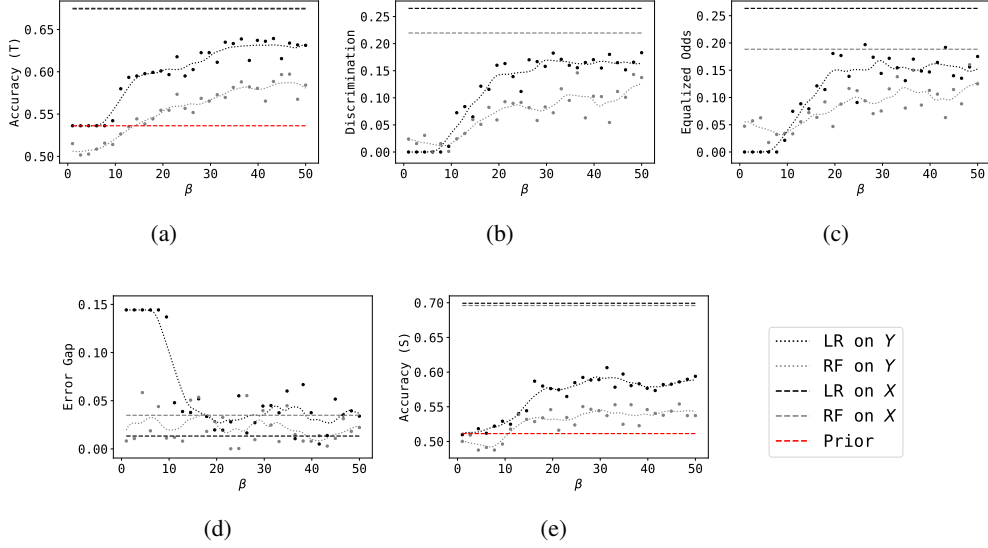 Accuracy (T)
0.65
0.60
0.55
0.50
0 10 20 30 40 50
β
(a)
Discrimination
0.25
0.20
0.15
0.10
0.05
0.00
0 10 20 30 40 50
β
(b)
Equalized Odds
0.25
0.20
0.15
0.10
0.05
0.00
0 10 20 30 40 50
β
(c)
Error Gap
0.15
0.10
0.05
0.00
0 10 20 30 40 50
β
(d)
Accuracy (S)
0.70
0.65
0.60
0.55
0.50
0 10 20 30 40 50
β
(e)
LR on Y
RF on Y
LR on X
RF on X
Prior